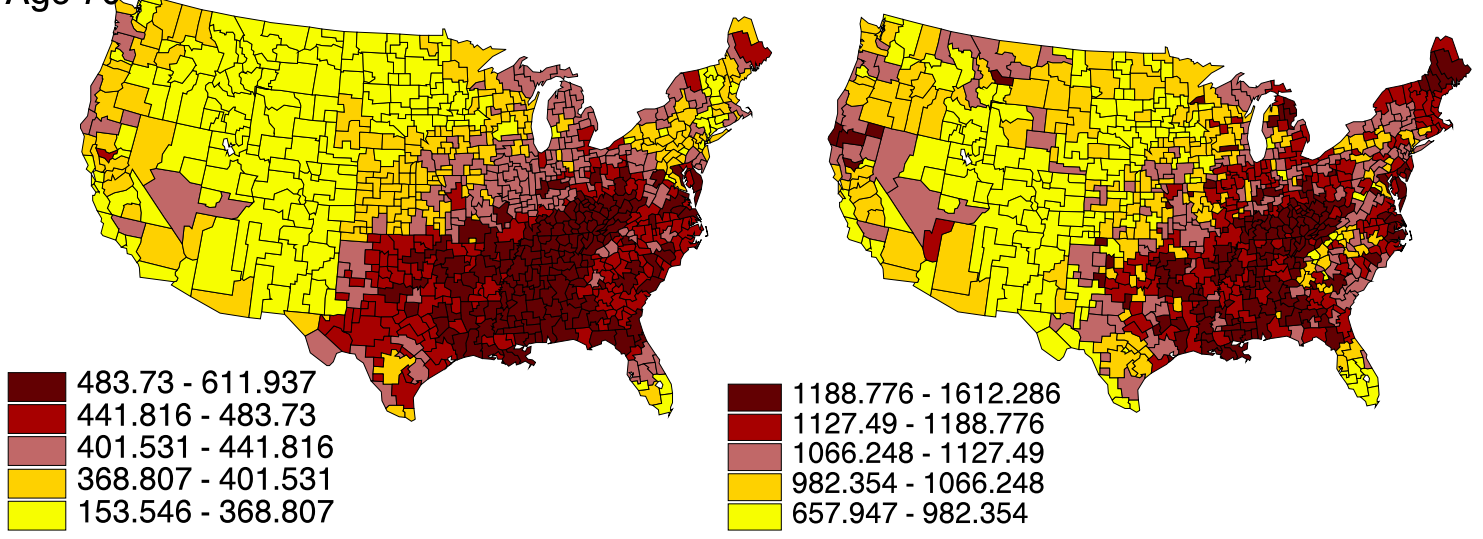 Age 70
483.73 - 611.937
441.816 - 483.73
401.531 - 441.816
368.807 - 401.531
153.546 - 368.807
1188.776 - 1612.286
1127.49 - 1188.776
1066.248 - 1127.49
982.354 - 1066.248
657.947 - 982.354